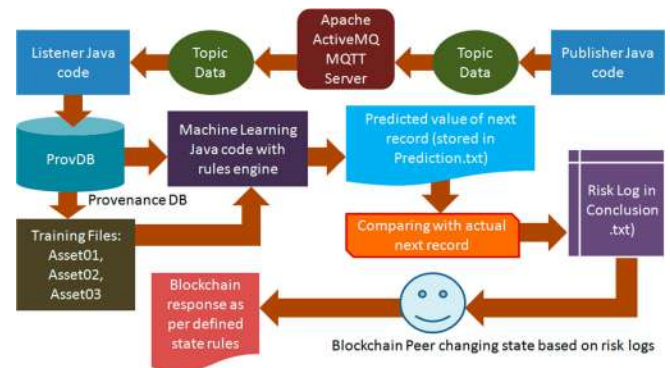 Listener Java
code
Topic
Data
Apache
ActiveMQ
MQTT
Server
Topic
Data
Publisher Java
code
ProvDB
Provenance DB
Machine Learning
Java code with
rules engine
Predicted value of next
record (stored in
Prediction.txt)
Risk Log in
Conclusion
.txt)
Training Files:
Asset01,
Asset02,
Asset03
Comparing with actual
next record
Blockchain
response as
per defined
state rules
Blockchain Peer changing state based on risk logs